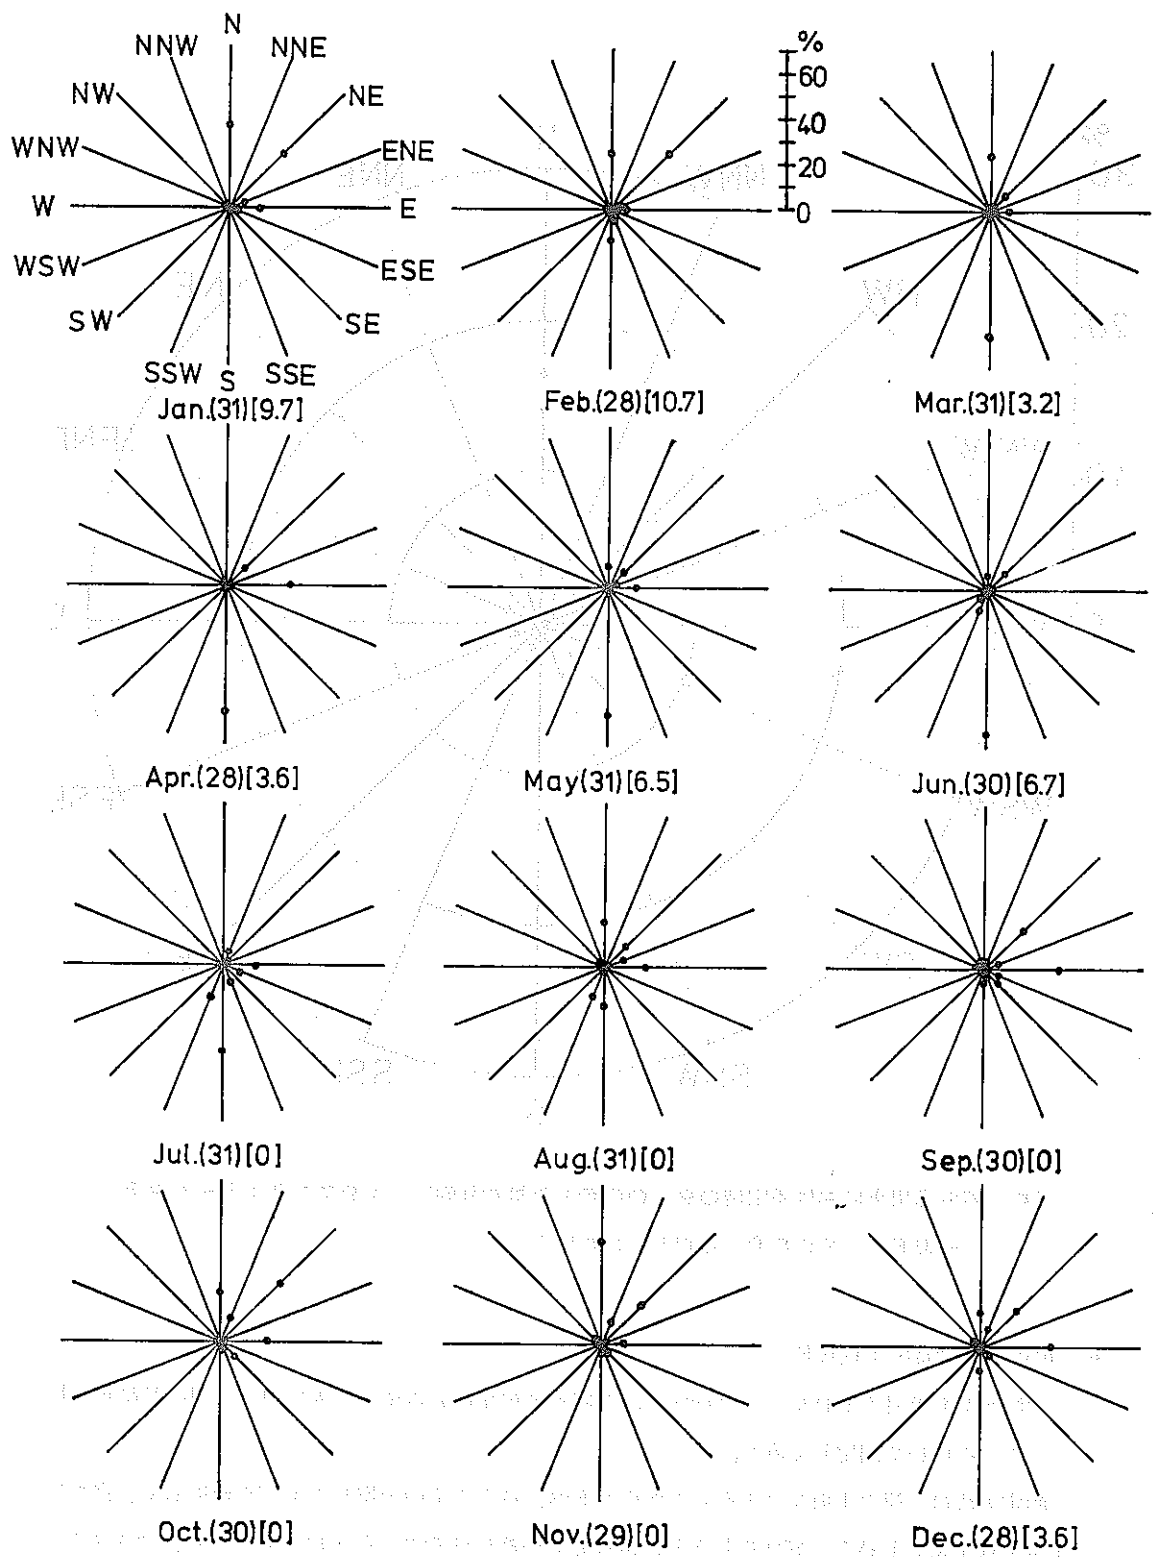 N
NNW NNE
NW NE
WNW ENE
W E
WSW ESE
SW SE
SSW S SSE
%
60
40
20
0
Jan.(31)[9.7] Feb.(28)[10.7] Mar.(31)[3.2]
Apr.(28)[3.6] May(31)[6.5] Jun.(30)[6.7]
Jul.(31)[0] Aug.(31)[0] Sep.(30)[0]
Oct.(30)[0] Nov.(29)[0] Dec.(28)[3.6]